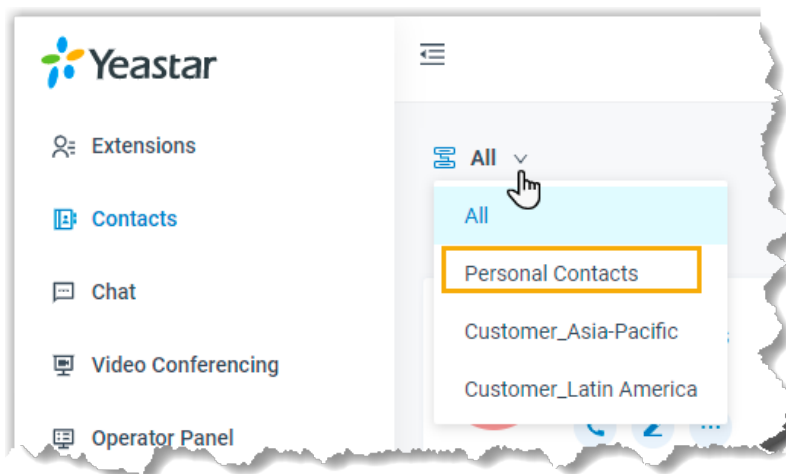 Yeastar
Extensions
Contacts
Chat
Video Conferencing
Operator Panel
All
All
Personal Contacts
Customer_Asia-Pacific
Customer_Latin America